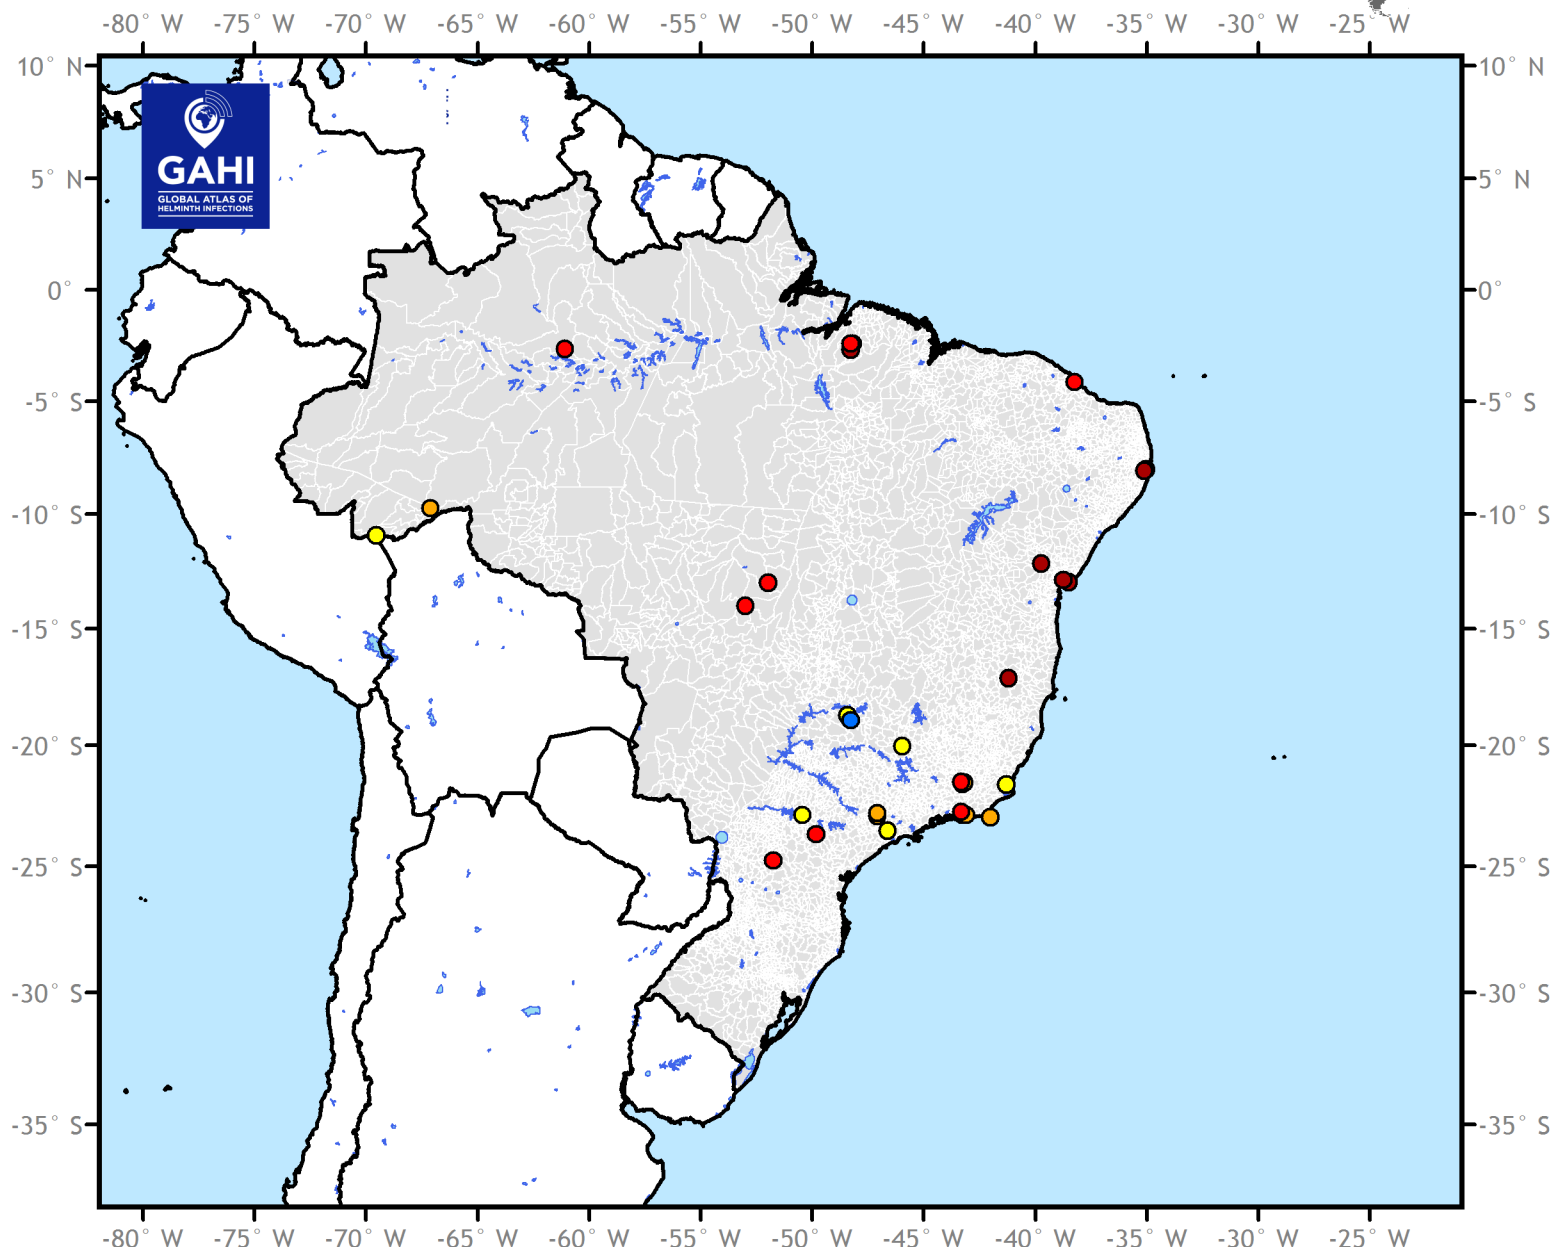 -80° W -75° W -70° W -65° W -60° W -55° W -50° W -45° W -40° W -35° W -30° W -25° W
10° N 10° N
GAHI
GLOBAL ATLAS OF
HELMINTH INFECTIONS
5° N 5° N
0° 0°
-5° S -5° S
-10° S -10° S
-15° S -15° S
-20° S -20° S
-25° S -25° S
-30° S -30° S
-35° S -35° S
-80° W -75° W -70° W -65° W -60° W -55° W -50° W -45° W -40° W -35° W -30° W -25° W